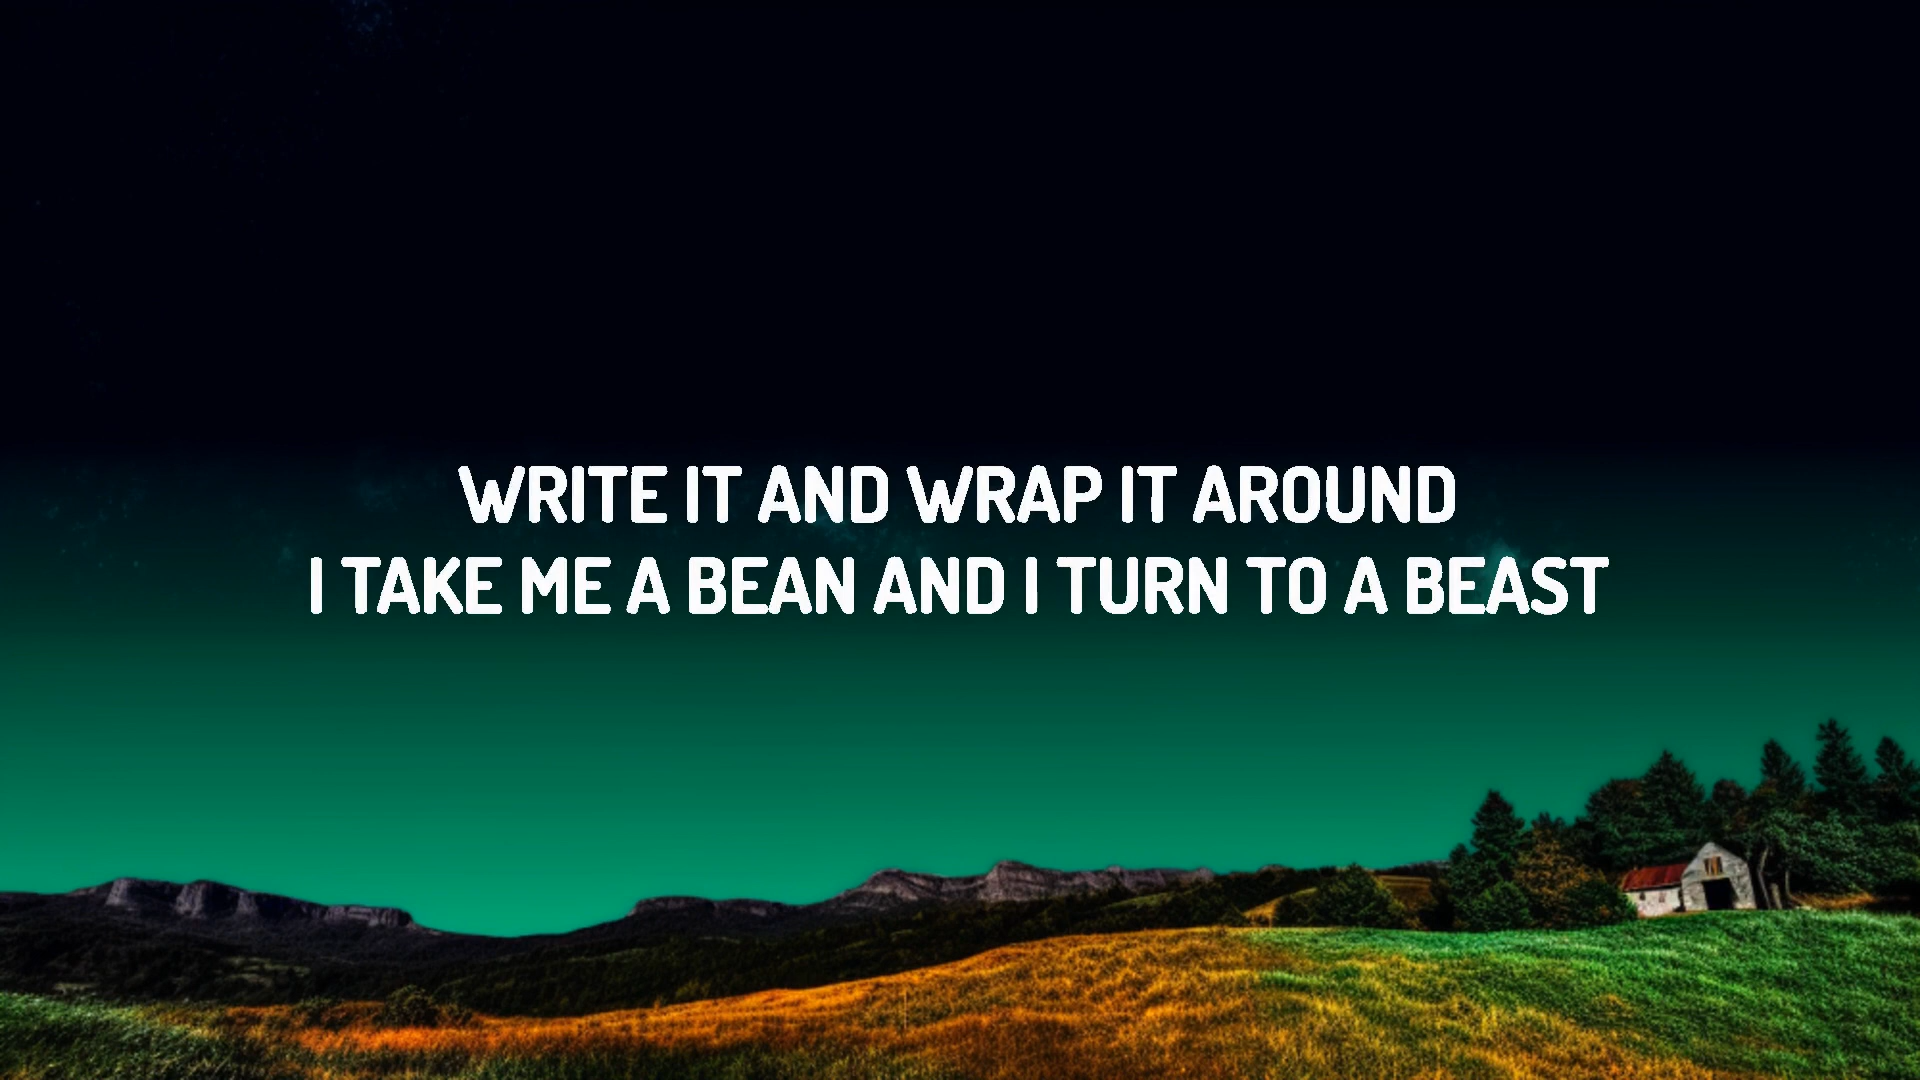 WRITE IT AND WRAP IT AROUND
I TAKE ME A BEAN AND I TURN TO A BEAST